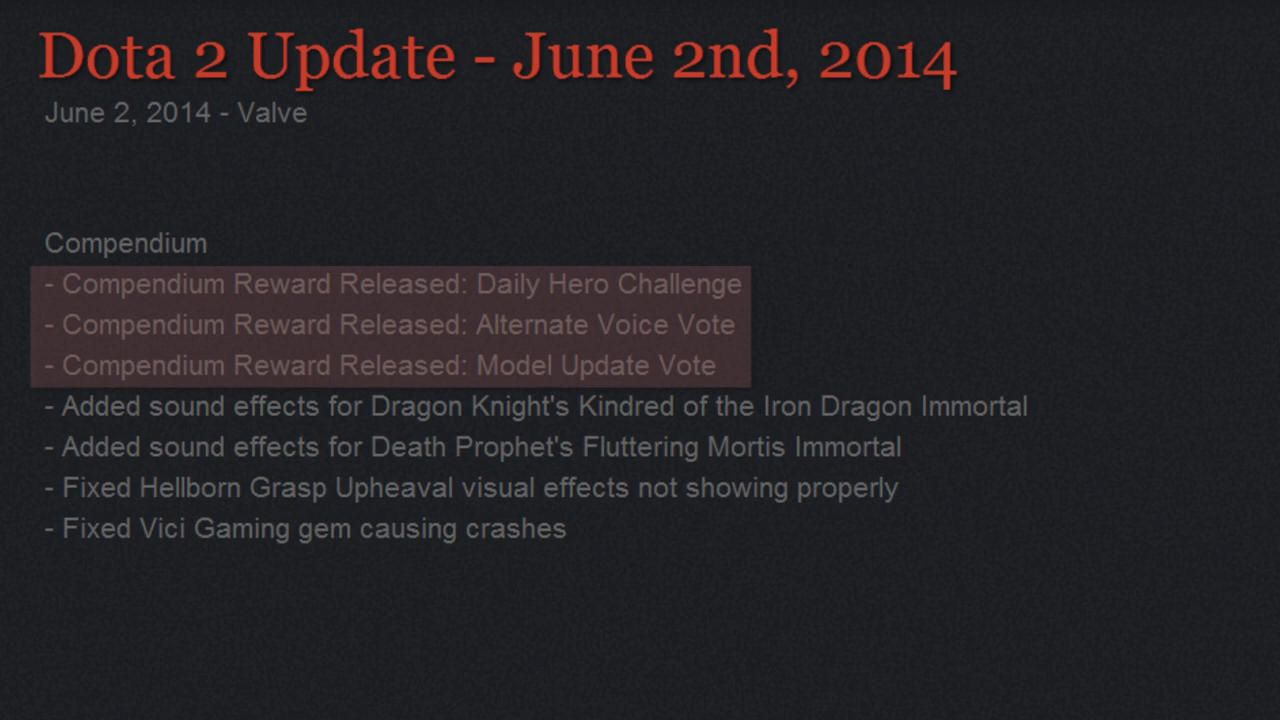 Dota 2 Update - June 2nd, 2014
June 2, 2014 - Valve
Compendium
- Compendium Reward Released: Daily Hero Challenge
- Compendium Reward Released: Alternate Voice Vote
- Compendium Reward Released: Model Update Vote
- Added sound effects for Dragon Knight's Kindred of the Iron Dragon Immortal
- Added sound effects for Death Prophet's Fluttering Mortis Immortal
- Fixed Hellborn Grasp Upheaval visual effects not showing properly
- Fixed Vici Gaming gem causing crashes